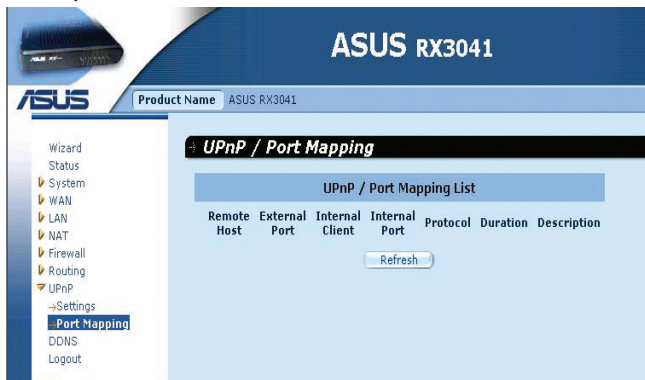 ASUS RX3041
ASUS
Product Name ASUS RX3041
Wizard
Status
System
WAN
LAN
NAT
Firewall
Routing
UPnP
Settings
Port Mapping
DDNS
Logout
UPnP / Port Mapping
UPnP / Port Mapping List
Remote Host External Port Internal Client Internal Port Protocol Duration Description
Refresh